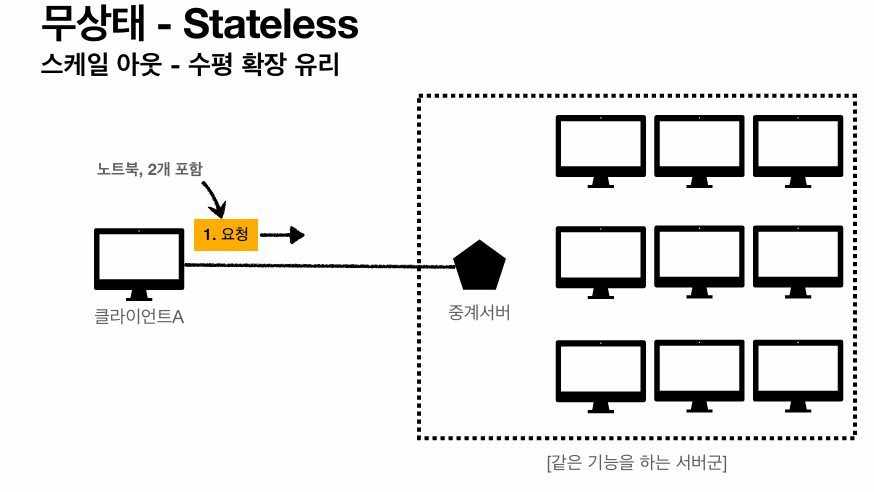 무상태 - Stateless
스케일 아웃 - 수평 확장 유리
노트북, 2개 포함
1. 요청
클라이언트A
중계서버
[같은 기능을 하는 서버군]